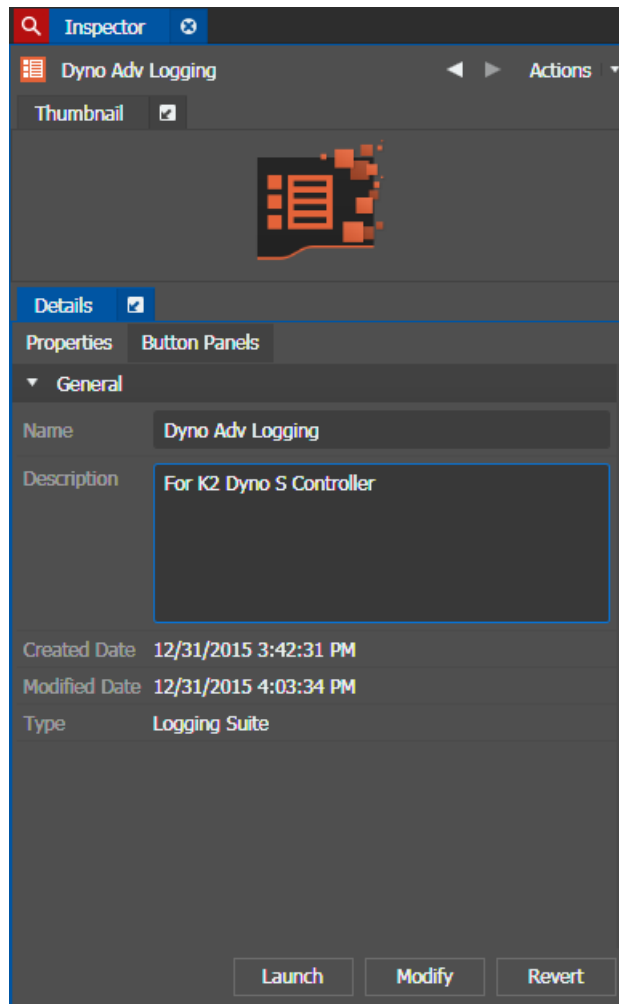 Inspector
Dyno Adv Logging Actions
Thumbnail
Details
Properties Button Panels
General
Name Dyno Adv Logging
Description For K2 Dyno S Controller
Created Date 12/31/2015 3:42:31 PM
Modified Date 12/31/2015 4:03:34 PM
Type Logging Suite
Launch Modify Revert